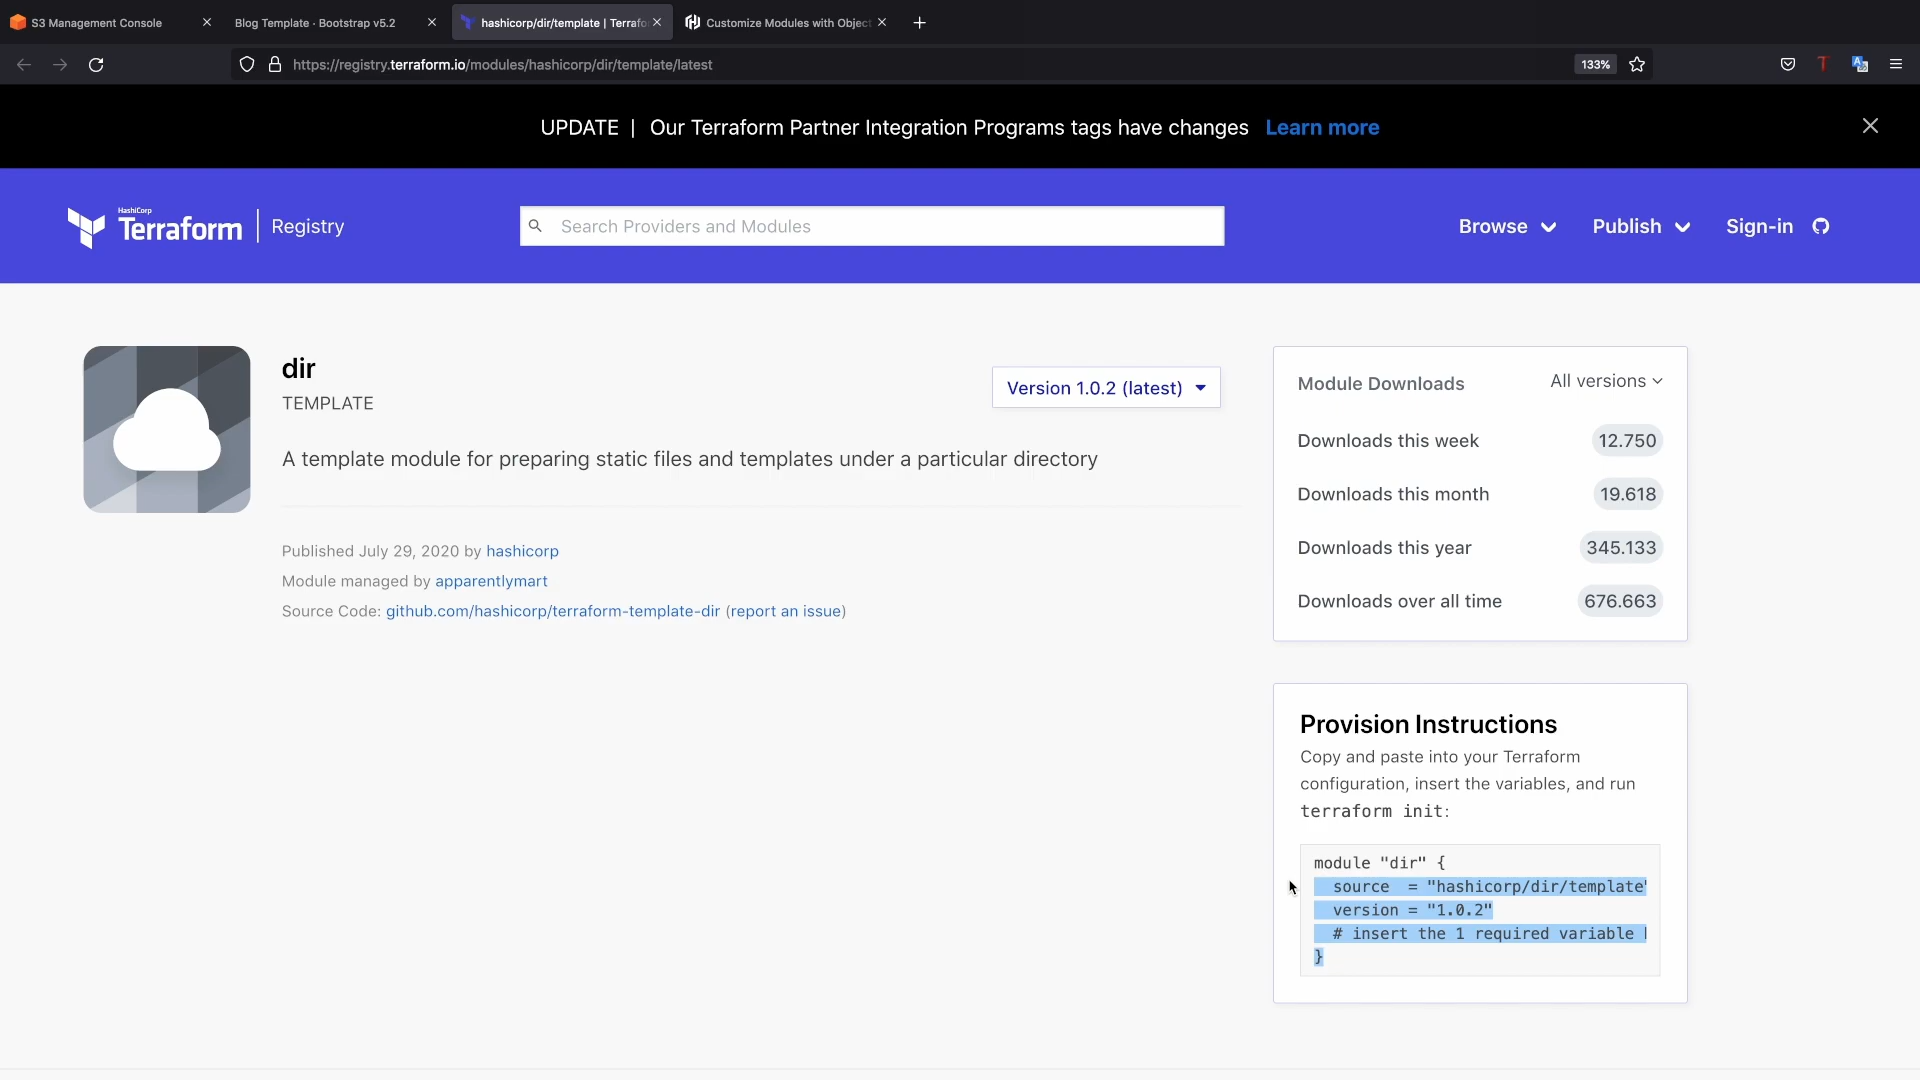 S3 Management Console
Blog Template · Bootstrap v5.2
hashicorp/dir/template | Terrafo
Customize Modules with Object
https://registry.terraform.io/modules/hashicorp/dir/template/latest
133%
UPDATE | Our Terraform Partner Integration Programs tags have changes Learn more
HashiCorp
Terraform
Registry
Search Providers and Modules
Browse
Publish
Sign-in
dir
TEMPLATE
Version 1.0.2 (latest)
A template module for preparing static files and templates under a particular directory
Published July 29, 2020 by hashicorp
Module managed by apparentlymart
Source Code: github.com/hashicorp/terraform-template-dir (report an issue)
Module Downloads All versions
Downloads this week 12.750
Downloads this month 19.618
Downloads this year 345.133
Downloads over all time 676.663
Provision Instructions
Copy and paste into your Terraform
configuration, insert the variables, and run
terraform init:
module "dir" {
source = "hashicorp/dir/template"
version = "1.0.2"
# insert the 1 required variable
}